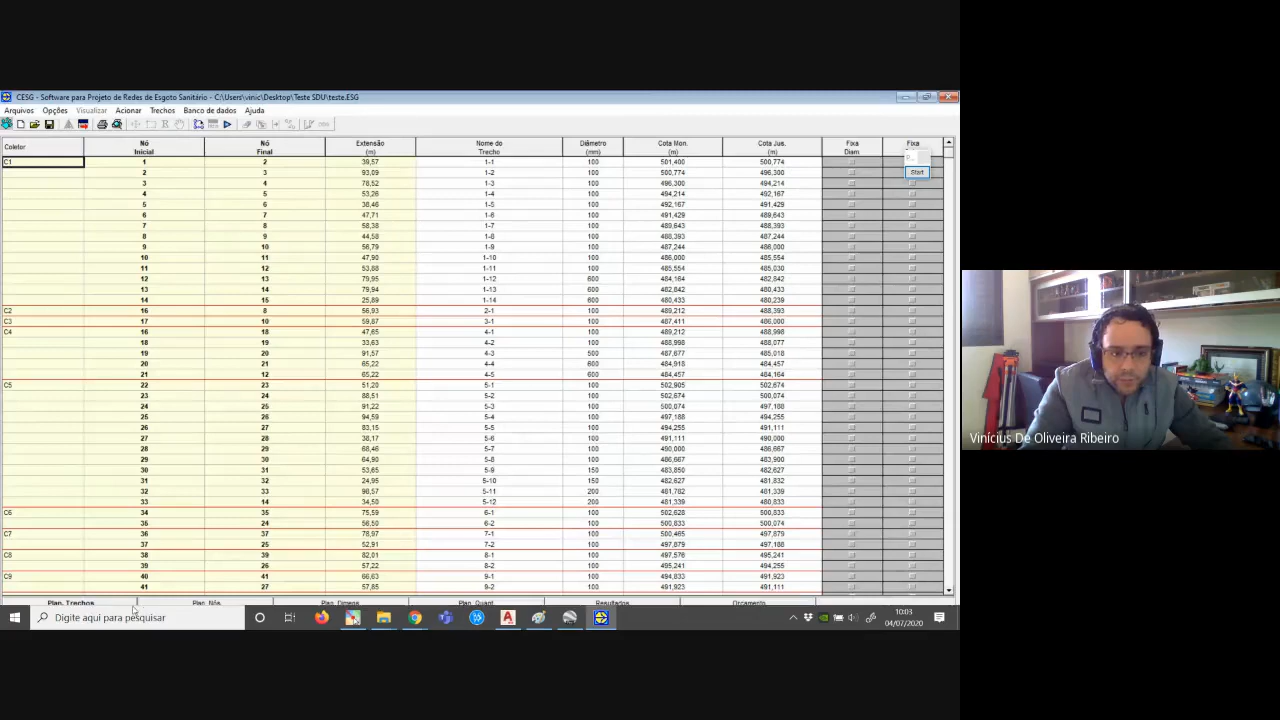 CESG - Software para Projeto de Redes de Esgoto Sanitário - C:\Users\vinic\Desktop\Teste SDU\teste.ESG
Arquivos Opções Visualizar Acionar Trechos Banco de dados Ajuda
Coletor Nó Inicial Nó Final Extensão (m) Nome do Trecho Diâmetro (mm) Cota Mon. (m) Cota Jus. (m) Fixa Diam Fixa
Start
C1 1 2 39,57 1-1 100 501,400 500,774
2 3 93,09 1-2 100 500,774 496,300
3 4 78,52 1-3 100 496,300 494,214
4 5 53,26 1-4 100 494,214 492,167
5 6 38,46 1-5 100 492,167 491,429
6 7 47,71 1-6 100 491,429 489,643
7 8 58,38 1-7 100 489,643 488,393
8 9 44,58 1-8 100 488,393 487,244
9 10 56,79 1-9 100 487,244 486,000
10 11 47,90 1-10 100 486,000 485,554
11 12 53,88 1-11 100 485,554 485,030
12 13 79,95 1-12 600 484,164 482,842
13 14 79,94 1-13 600 482,842 480,433
14 15 25,89 1-14 600 480,433 480,239
C2 16 8 56,93 2-1 100 489,212 488,393
C3 17 10 59,87 3-1 100 487,411 486,000
C4 16 18 47,65 4-1 100 489,212 488,998
18 19 33,63 4-2 100 488,998 488,077
19 20 91,57 4-3 500 487,677 485,018
20 21 65,22 4-4 600 484,918 484,457
21 12 65,22 4-5 600 484,457 484,164
C5 22 23 51,20 5-1 100 502,905 502,674
23 24 88,51 5-2 100 502,674 500,074
24 25 91,22 5-3 100 500,074 497,188
25 26 94,59 5-4 100 497,188 494,255
26 27 83,15 5-5 100 494,255 491,111
27 28 38,17 5-6 100 491,111 490,000
28 29 68,46 5-7 100 490,000 486,667
29 30 64,90 5-8 100 486,667 483,900
30 31 53,65 5-9 150 483,850 482,627
31 32 24,95 5-10 150 482,627 481,832
32 33 98,57 5-11 200 481,782 481,339
33 14 34,50 5-12 200 481,339 480,833
C6 34 35 75,59 6-1 100 502,628 500,833
35 24 56,50 6-2 100 500,833 500,074
C7 36 37 78,97 7-1 100 500,465 497,879
37 25 52,91 7-2 100 497,879 497,188
C8 38 39 82,01 8-1 100 497,576 495,241
39 26 57,22 8-2 100 495,241 494,255
C9 40 41 66,63 9-1 100 494,833 491,923
41 27 57,85 9-2 100 491,923 491,111
Plan. Trechos Plan. Nós Plan. Dimens Plan. Quant. Resultados Orçamento
Digite aqui para pesquisar
10:03
04/07/2020
Vinícius De Oliveira Ribeiro